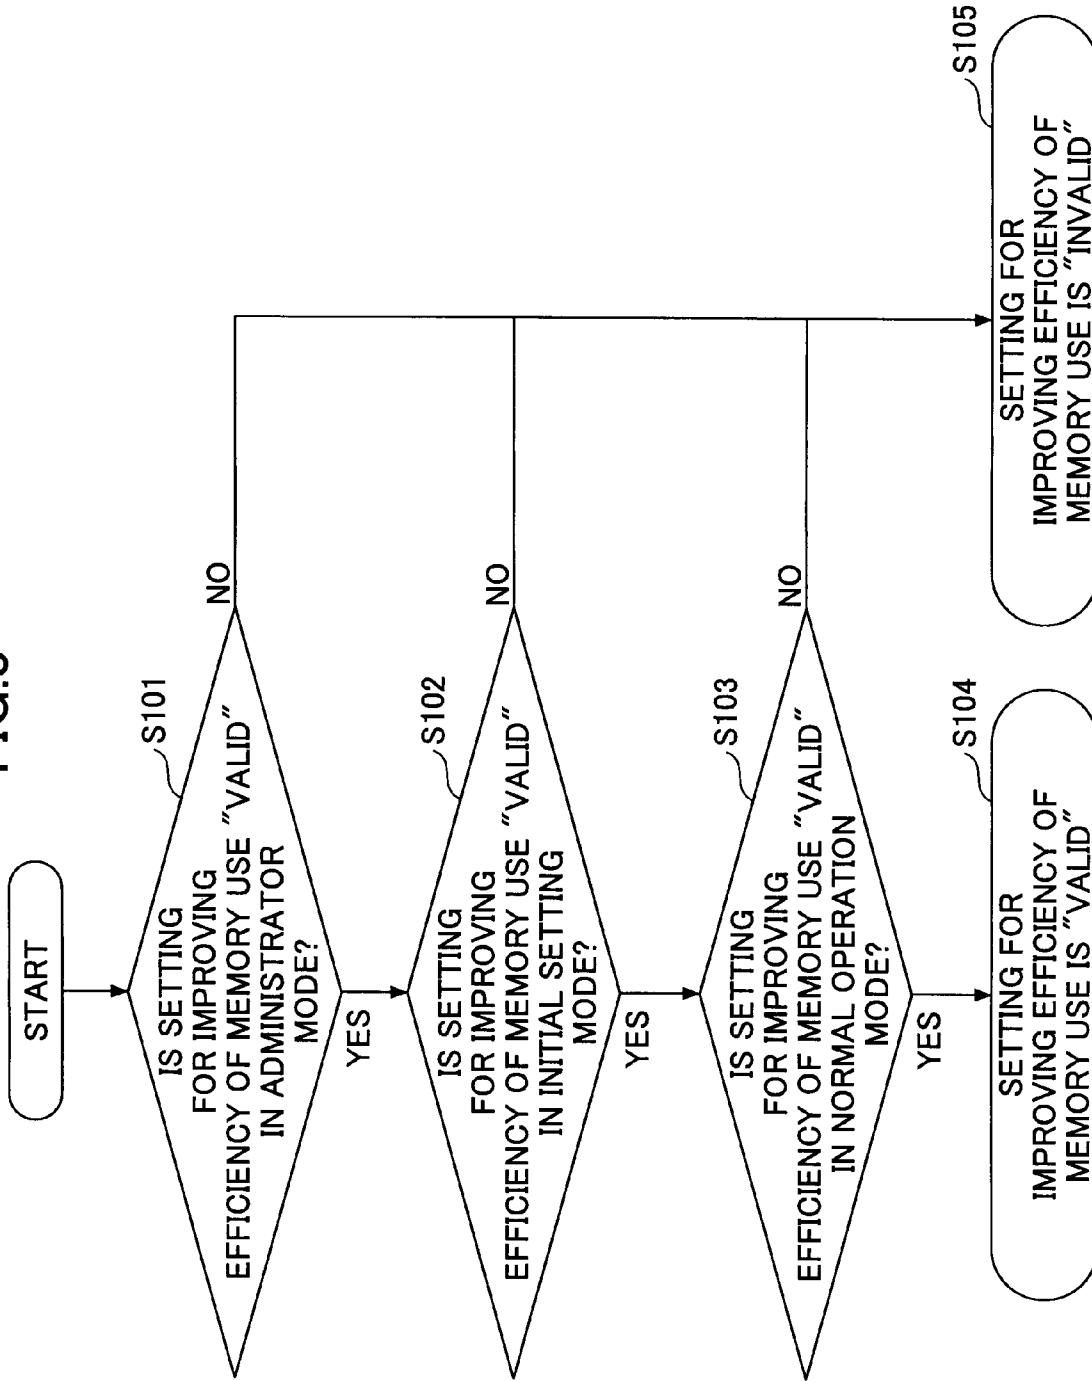 START
S101
IS SETTING
FOR IMPROVING
EFFICIENCY OF MEMORY USE "VALID"
IN ADMINISTRATOR
MODE?
NO
YES
S102
IS SETTING
FOR IMPROVING
EFFICIENCY OF MEMORY USE "VALID"
IN INITIAL SETTING
MODE?
NO
YES
S103
IS SETTING
FOR IMPROVING
EFFICIENCY OF MEMORY USE "VALID"
IN NORMAL OPERATION
MODE?
NO
YES
S104
SETTING FOR
IMPROVING EFFICIENCY OF
MEMORY USE IS "VALID"
S105
SETTING FOR
IMPROVING EFFICIENCY OF
MEMORY USE IS "INVALID"